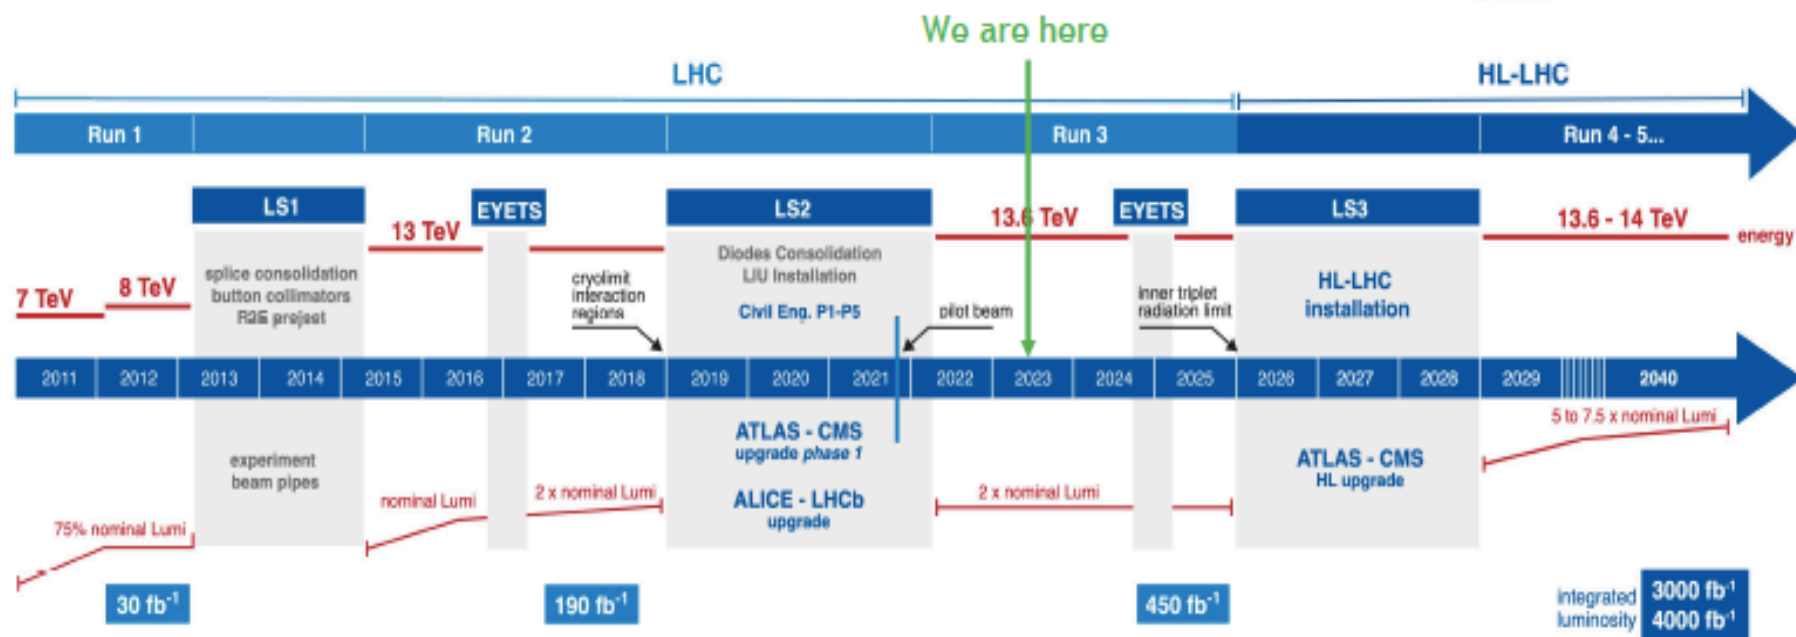 We are here
LHC
HL-LHC
Run 1
Run 2
Run 3
Run 4 - 5...
LS1
EYETS
LS2
EYETS
LS3
13 TeV
13.6 TeV
13.6 - 14 TeV
energy
7 TeV
8 TeV
splice consolidation
button collimators
R2E project
cryolimit
interaction
regions
Diodes Consolidation
LIU Installation
Civil Eng. P1-P5
pilot beam
inner triplet
radiation limit
HL-LHC
installation
2011
2012
2013
2014
2015
2016
2017
2018
2019
2020
2021
2022
2023
2024
2025
2026
2027
2028
2029
2040
5 to 7.5 x nominal Lumi
experiment
beam pipes
ATLAS - CMS
upgrade phase 1
ALICE - LHCb
upgrade
ATLAS - CMS
HL upgrade
75% nominal Lumi
nominal Lumi
2 x nominal Lumi
2 x nominal Lumi
30 fb⁻¹
190 fb⁻¹
450 fb⁻¹
integrated
luminosity
3000 fb⁻¹
4000 fb⁻¹